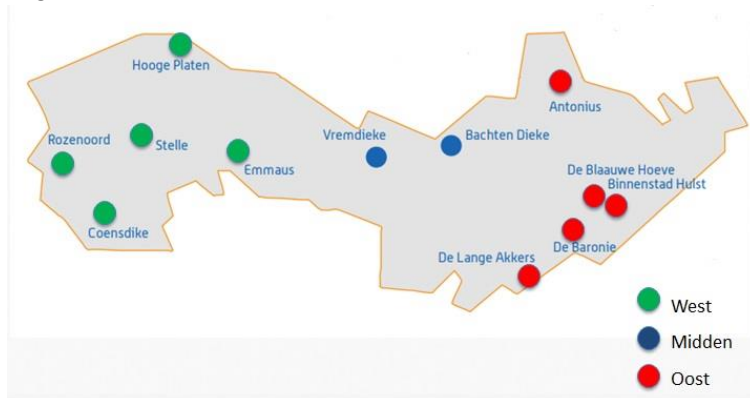 Hooge Platen
Antonius
Vremdieke
Bachten Dieke
Rozenoord
Stelle
Emmaus
De Blaauwe Hoeve
Binnenstad Hulst
Coensdike
De Baronie
De Lange Akkers
West
Midden
Oost